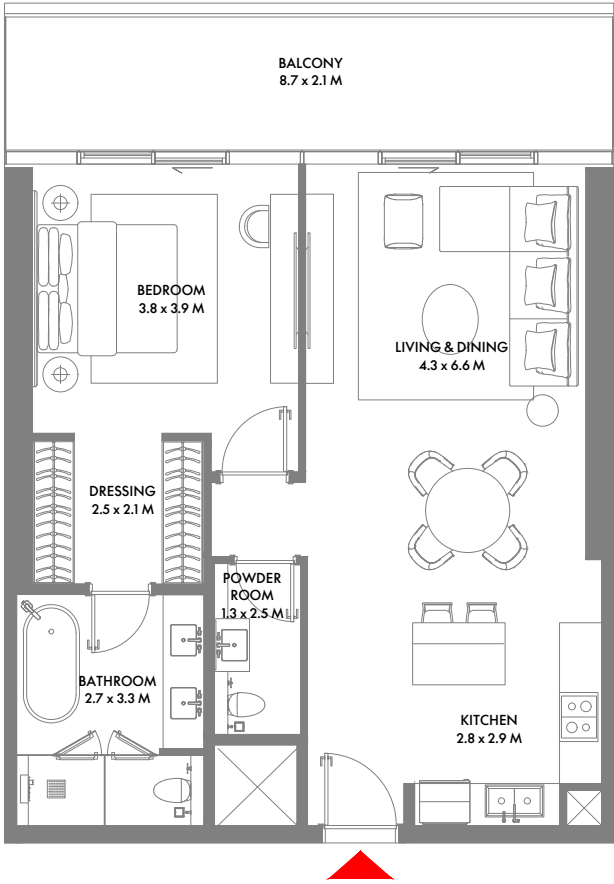 BALCONY
8.7 x 2.1 M
BEDROOM
3.8 x 3.9 M
LIVING & DINING
4.3 x 6.6 M
DRESSING
2.5 x 2.1 M
POWDER
ROOM
1.3 x 2.5 M
BATHROOM
2.7 x 3.3 M
KITCHEN
2.8 x 2.9 M